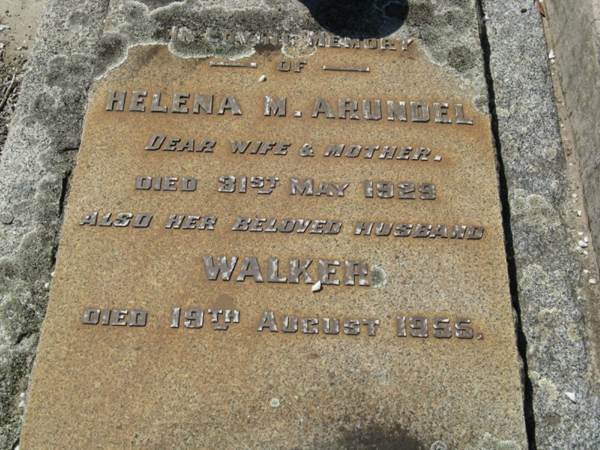 IN LOVING MEMORY
OF
HELENA M. ARUNDEL
DEAR WIFE & MOTHER.
DIED 31ST MAY 1929
ALSO HER BELOVED HUSBAND
WALKER
DIED 19TH AUGUST 1955.